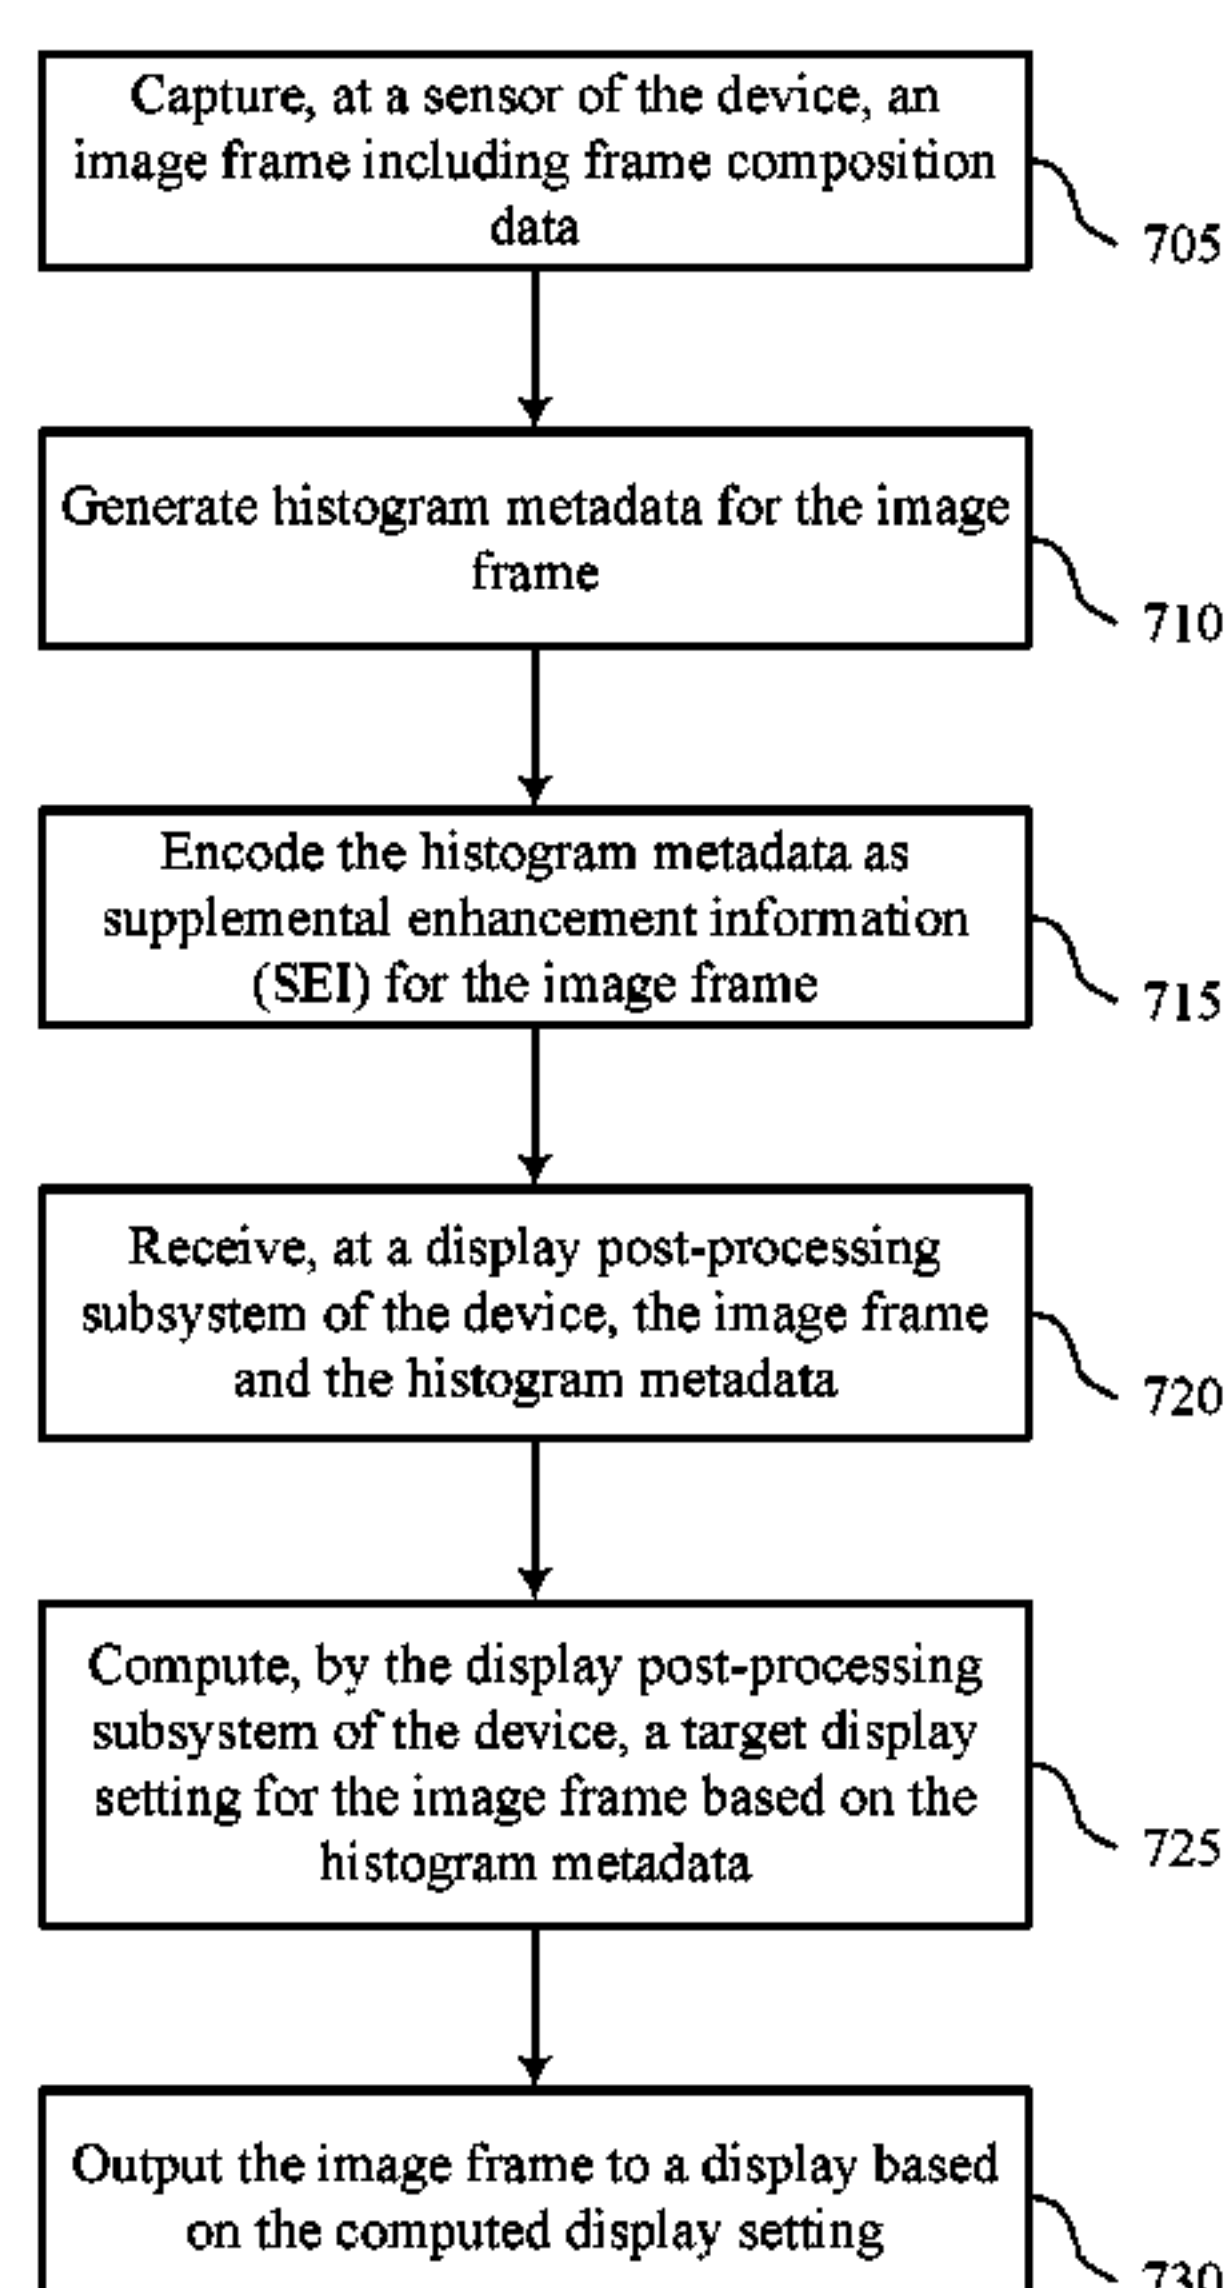 Capture, at a sensor of the device, an
image frame including frame composition
data
705
Generate histogram metadata for the image
frame
710
Encode the histogram metadata as
supplemental enhancement information
(SEI) for the image frame
715
Receive, at a display post-processing
subsystem of the device, the image frame
and the histogram metadata
720
Compute, by the display post-processing
subsystem of the device, a target display
setting for the image frame based on the
histogram metadata
725
Output the image frame to a display based
on the computed display setting
730